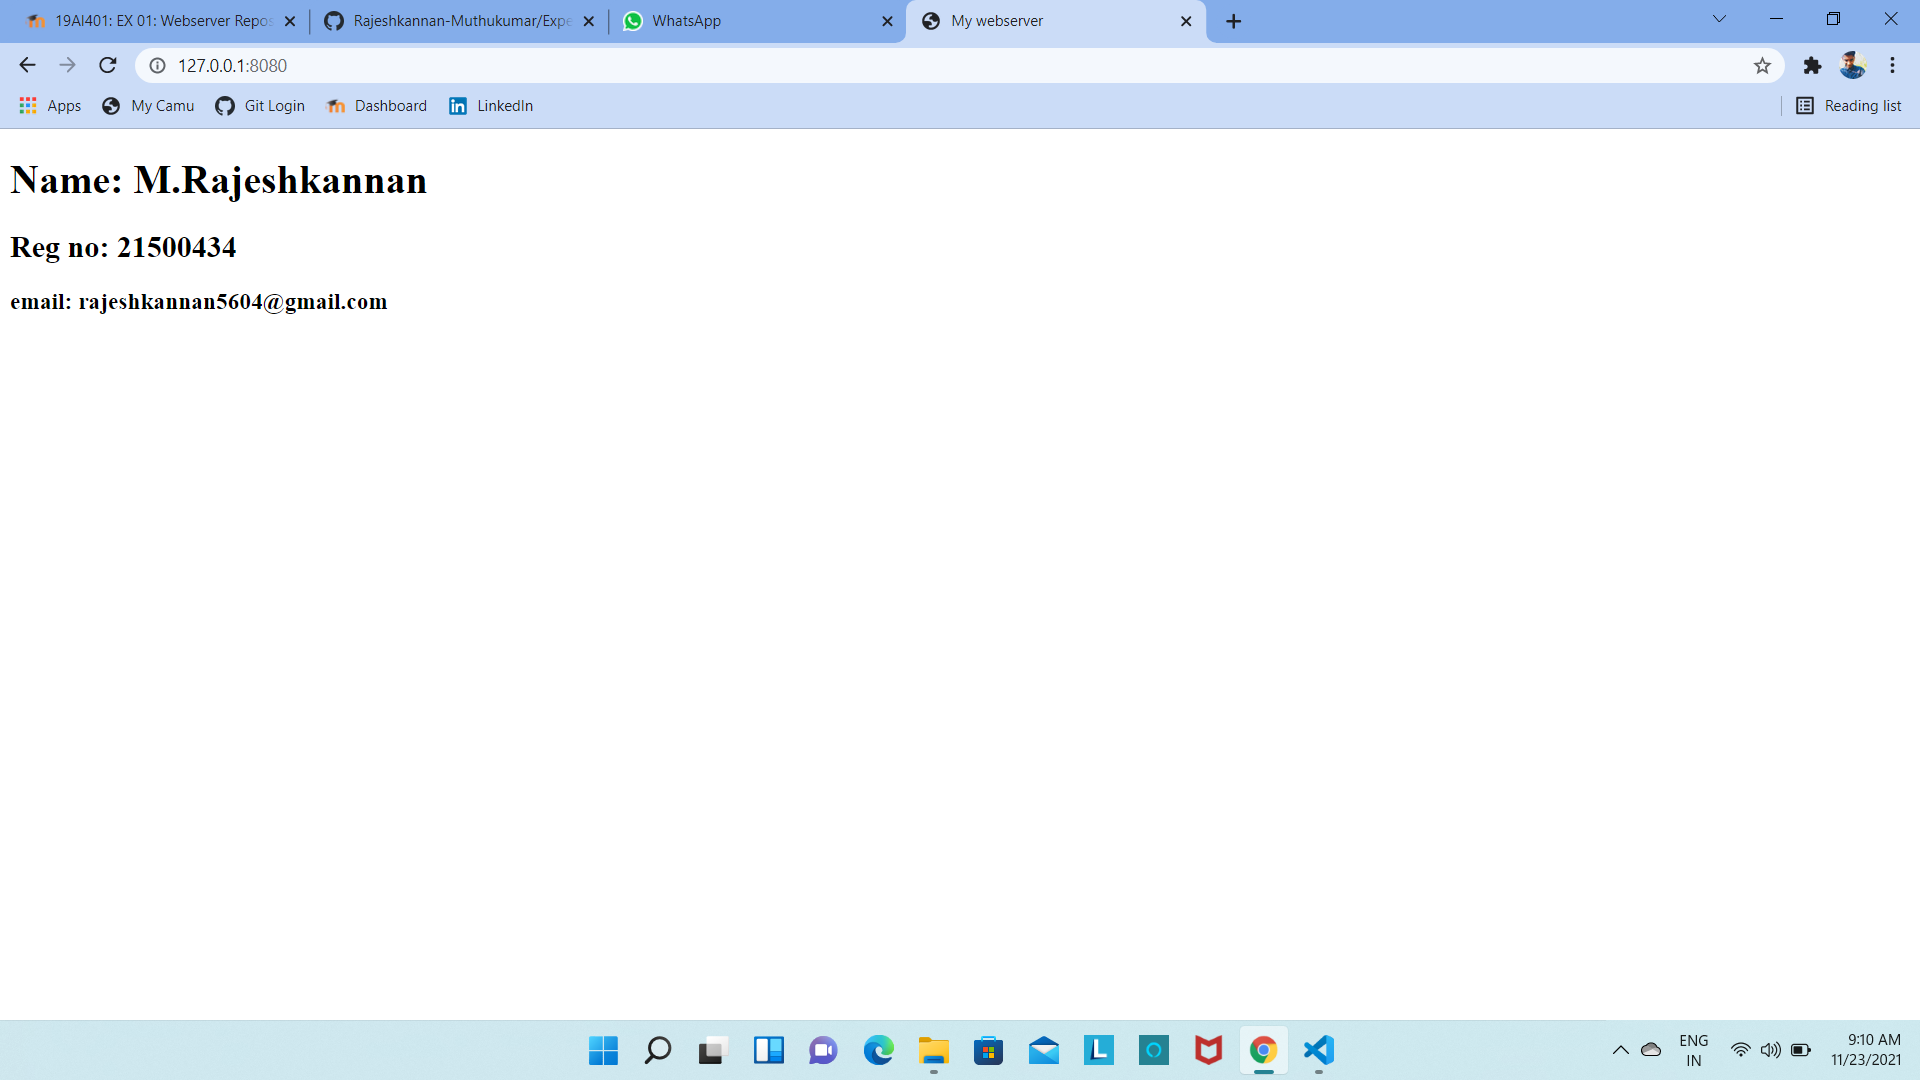 19AI401: EX 01: Webserver Repos
Rajeshkannan-Muthukumar/Expe
WhatsApp
My webserver
127.0.0.1:8080
Apps
My Camu
Git Login
Dashboard
LinkedIn
Reading list
Name: M.Rajeshkannan
Reg no: 21500434
email: rajeshkannan5604@gmail.com
ENG
IN
9:10 AM
11/23/2021